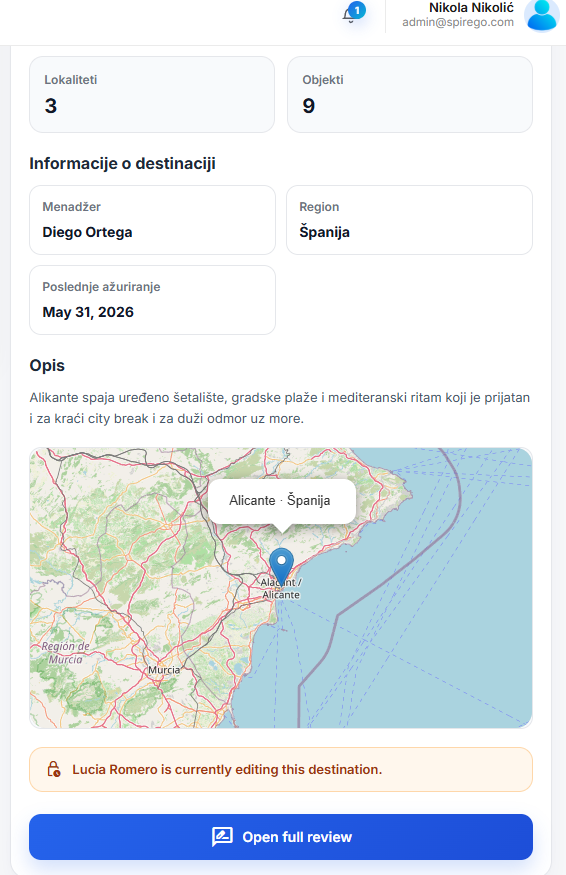 1
Nikola Nikolić
admin@spirego.com
Lokaliteti
3
Objekti
9
Informacije o destinaciji
Menadžer
Diego Ortega
Region
Španija
Poslednje ažuriranje
May 31, 2026
Opis
Alikante spaja uređeno šetalište, gradske plaže i mediteranski ritam koji je prijatan
i za kraći city break i za duži odmor uz more.
Alicante · Španija
Alacant /
Alicante
Región de
Murcia
Murcia
Lucia Romero is currently editing this destination.
Open full review